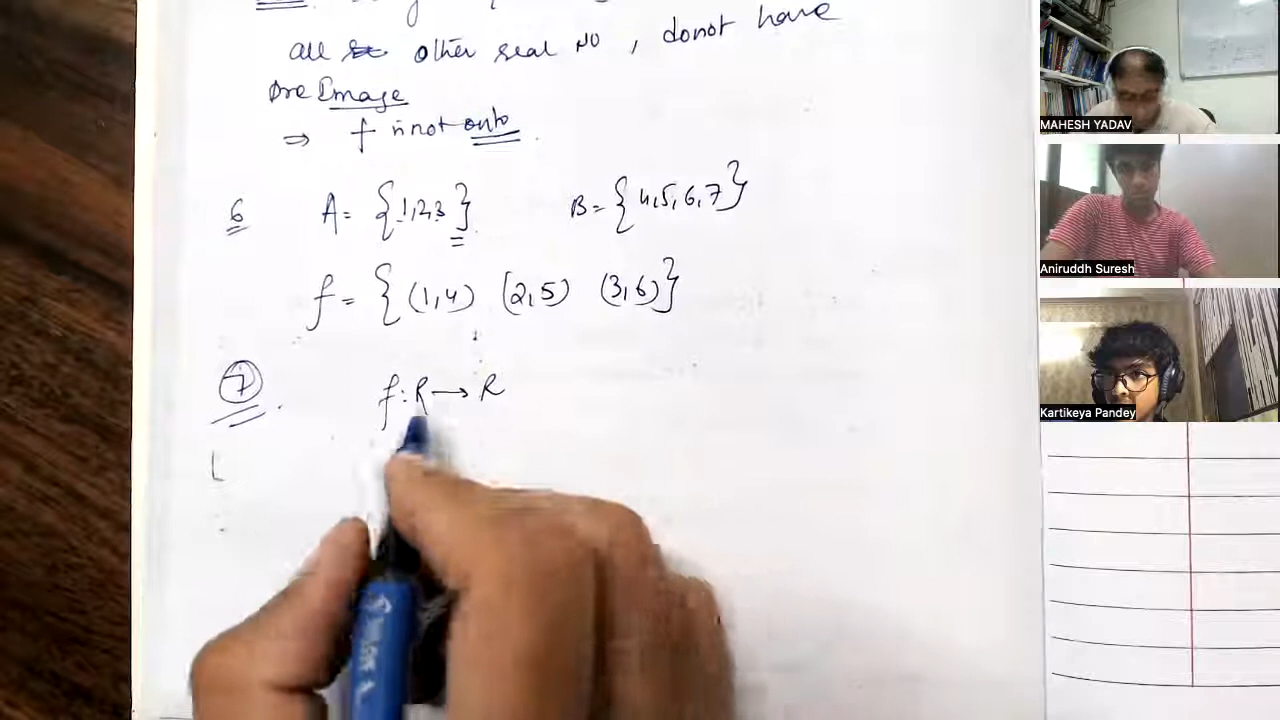 all other real NO , donot have
pre Image
⇒ f is not onto .
6 A = {1,2,3} B = {4,5,6,7}
f = { (1,4) (2,5) (3,6)}
7 f : R → R
MAHESH YADAV
Aniruddh Suresh
Kartikeya Pandey